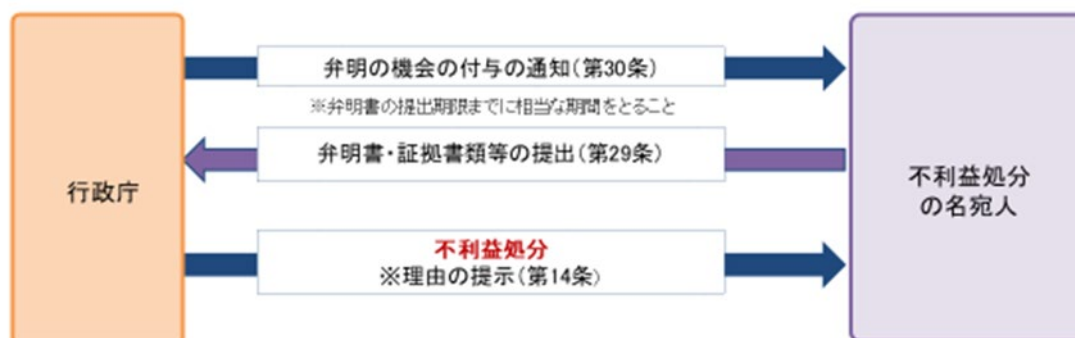 弁明の機会の付与の通知(第30条)
※弁明書の提出期限までに相当な期間をとること
弁明書・証拠書類等の提出(第29条)
行政庁
不利益処分
の名宛人
不利益処分
※理由の提示(第14条)